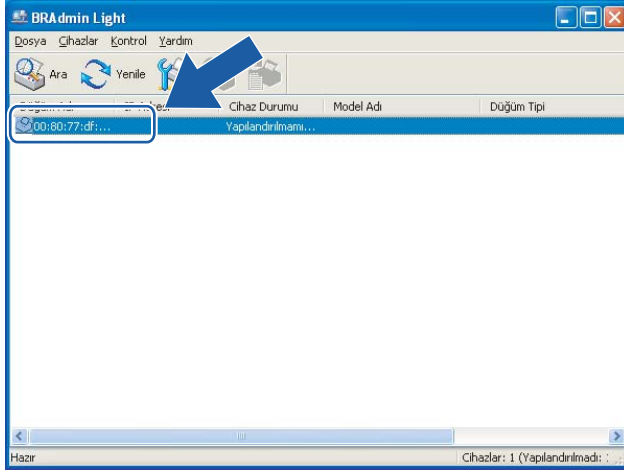 BRAdmin Light
Dosya Cihazlar Kontrol Yardım
Ara Yenile
Cihaz Durumu Model Adı Düğüm Tipi
00:80:77:df:... Yapılandırılmamı...
Hazır Cihazlar: 1 (Yapılandırılmadı: